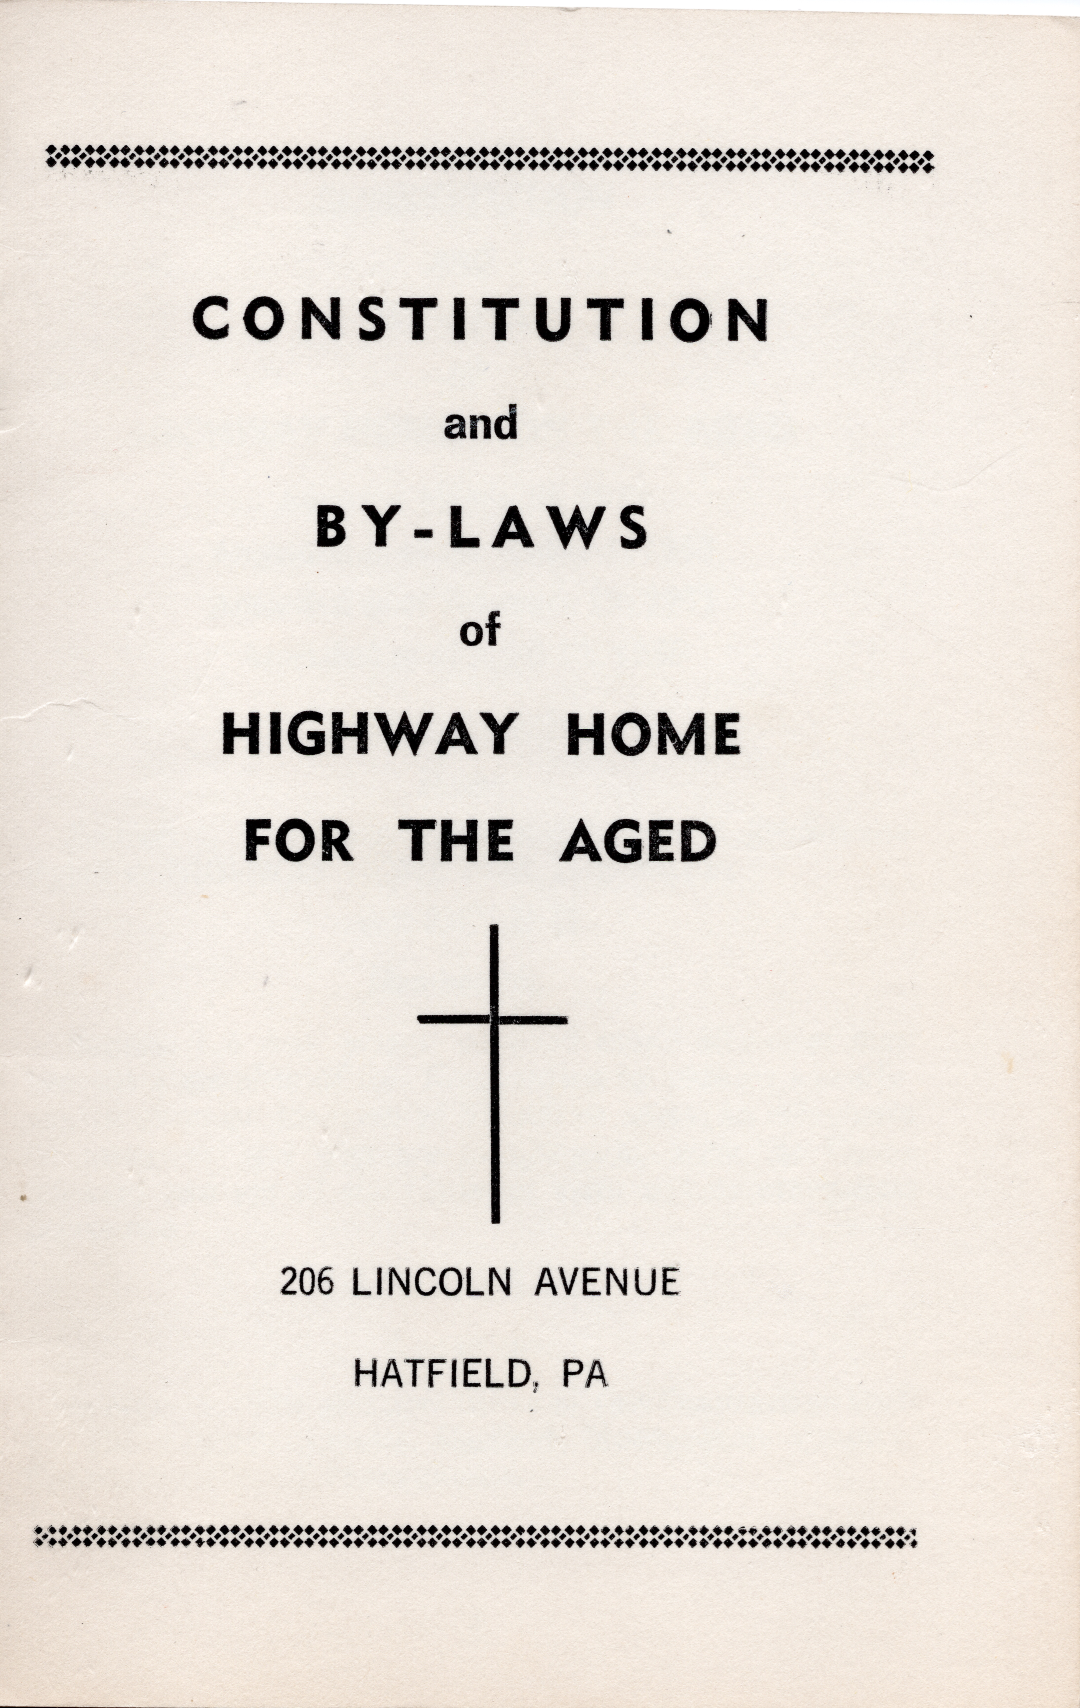 CONSTITUTION
and
BY-LAWS
of
HIGHWAY HOME
FOR THE AGED
206 LINCOLN AVENUE
HATFIELD, PA